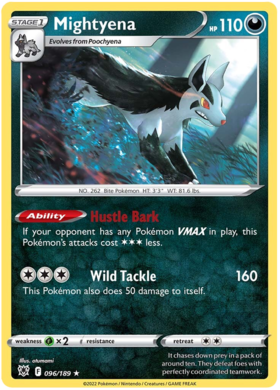 STAGE 1
Mightyena
HP 110
Evolves from Poochyena
NO. 262 Bite Pokémon HT: 3'3" WT: 81.6 lbs.
Ability Hustle Bark
If your opponent has any Pokémon VMAX in play, this
Pokémon's attacks cost ✶✶✶ less.
Wild Tackle 160
This Pokémon also does 50 damage to itself.
weakness ×2 resistance retreat
Illus. otumami
F 096/189 ★
It chases down prey in a pack of
around ten. They defeat foes with
perfectly coordinated teamwork.
©2022 Pokémon / Nintendo / Creatures / GAME FREAK